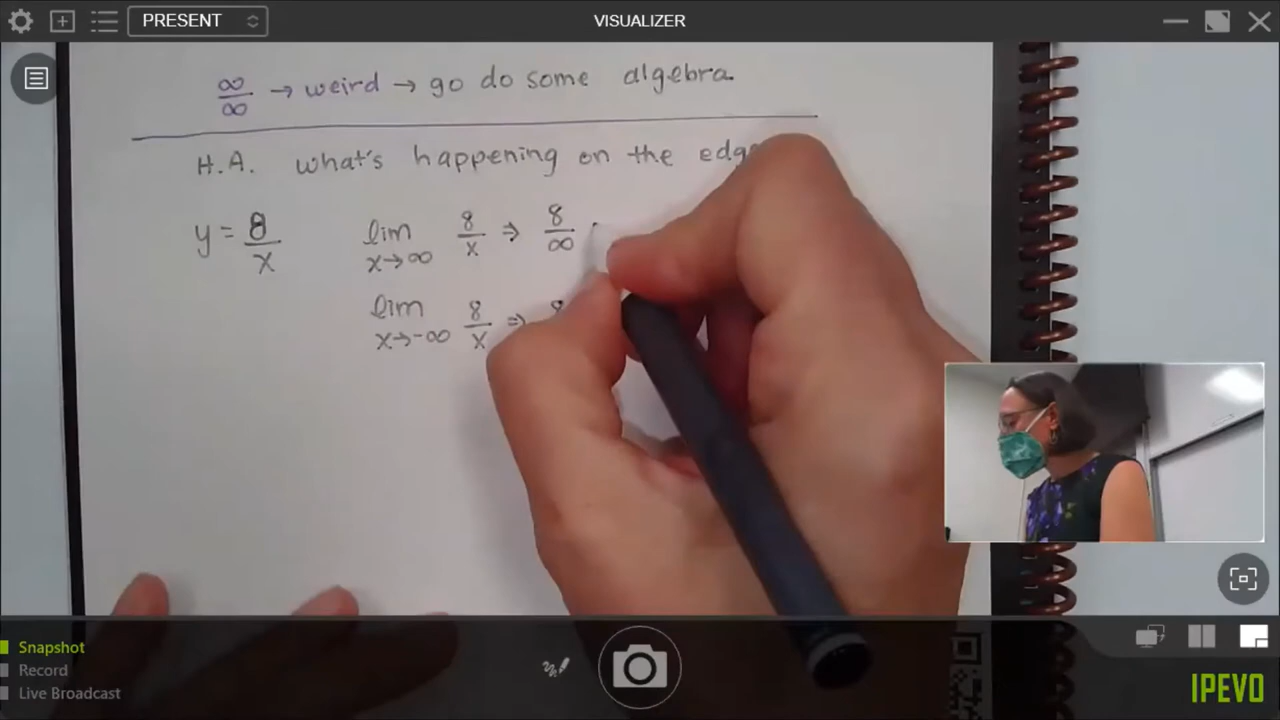 PRESENT
VISUALIZER
∞/∞ → weird → go do some algebra.
H.A. what's happening on the
y = 8/x lim x→∞ 8/x ⇒ 8/∞
lim x→-∞ 8/x ⇒
Snapshot
Record
Live Broadcast
IPEVO